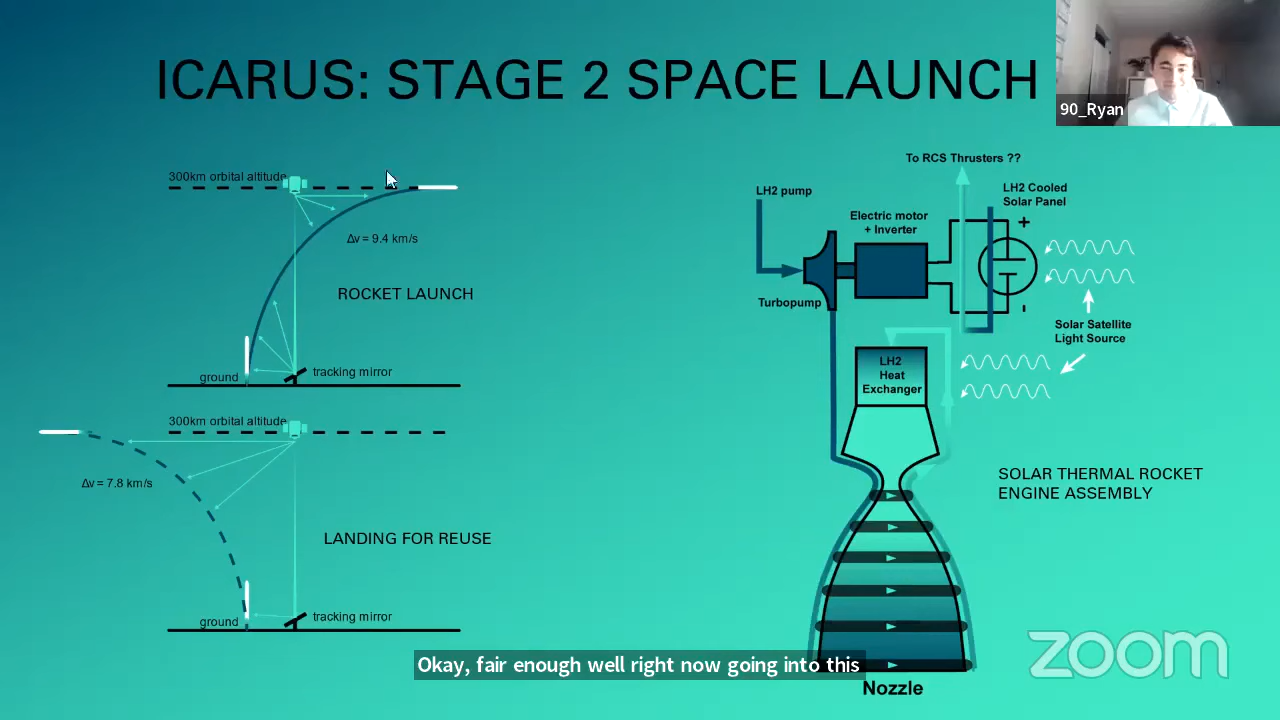 ICARUS: STAGE 2 SPACE LAUNCH
90_Ryan
300km orbital altitude
Δv = 9.4 km/s
ROCKET LAUNCH
ground
tracking mirror
300km orbital altitude
Δv = 7.8 km/s
LANDING FOR REUSE
ground
tracking mirror
To RCS Thrusters ??
LH2 pump
LH2 Cooled
Solar Panel
Electric motor
+ Inverter
+
-
Turbopump
Solar Satellite
Light Source
LH2
Heat
Exchanger
SOLAR THERMAL ROCKET
ENGINE ASSEMBLY
Nozzle
zoom
Okay, fair enough well right now going into this